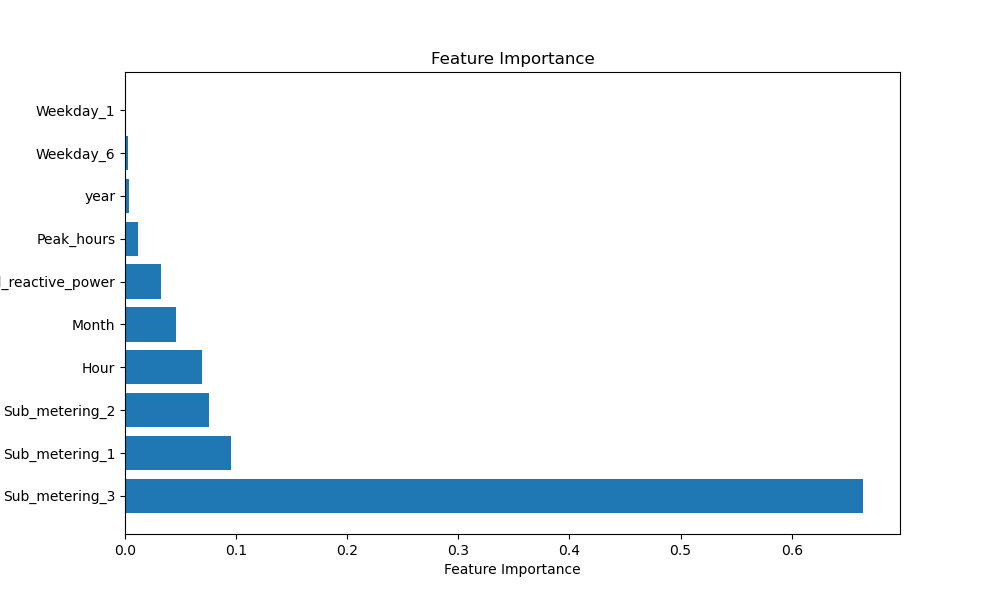 Feature Importance
Weekday_1
Weekday_6
year
Peak_hours
_reactive_power
Month
Hour
Sub_metering_2
Sub_metering_1
Sub_metering_3
0.0 0.1 0.2 0.3 0.4 0.5 0.6
Feature Importance